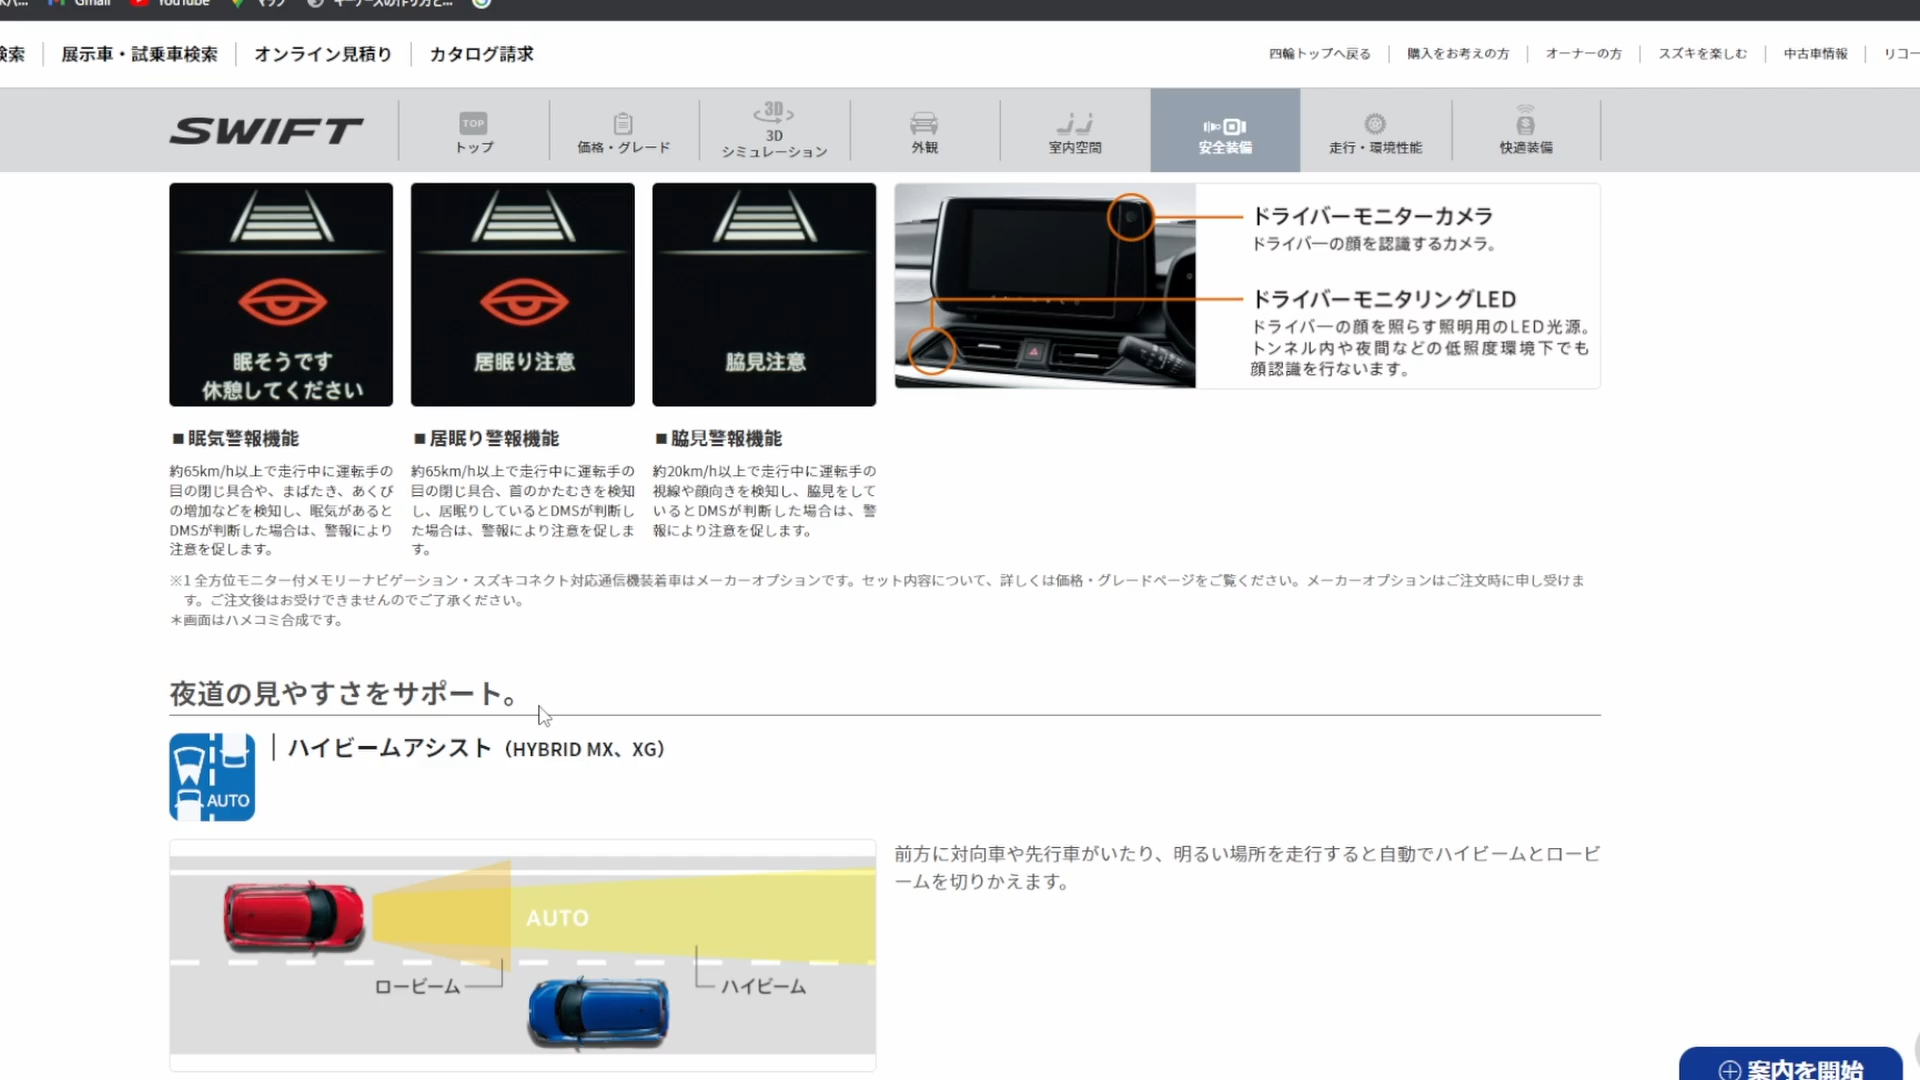 Gmail YouTube マップ
検索 展示車・試乗車検索 オンライン見積り カタログ請求 四輪トップへ戻る 購入をお考えの方 オーナーの方 スズキを楽しむ 中古車情報 リコー
SWIFT TOP トップ 価格・グレード 3D 3D シミュレーション 外観 室内空間 安全装備 走行・環境性能 快適装備
眠そうです
休憩してください
居眠り注意
脇見注意
ドライバーモニターカメラ
ドライバーの顔を認識するカメラ。
ドライバーモニタリングLED
ドライバーの顔を照らす照明用のLED光源。
トンネル内や夜間などの低照度環境下でも
顔認識を行ないます。
■眠気警報機能
約65km/h以上で走行中に運転手の
目の閉じ具合や、まばたき、あくび
の増加などを検知し、眠気があると
DMSが判断した場合は、警報により
注意を促します。
■居眠り警報機能
約65km/h以上で走行中に運転手の
目の閉じ具合、首のかたむきを検知
し、居眠りしているとDMSが判断し
た場合は、警報により注意を促しま
す。
■脇見警報機能
約20km/h以上で走行中に運転手の
視線や顔向きを検知し、脇見をして
いるとDMSが判断した場合は、警
報により注意を促します。
※1 全方位モニター付メモリーナビゲーション・スズキコネクト対応通信機装着車はメーカーオプションです。セット内容について、詳しくは価格・グレードページをご覧ください。メーカーオプションはご注文時に申し受けま
す。ご注文後はお受けできませんのでご了承ください。
＊画面はハメコミ合成です。
夜道の見やすさをサポート。
AUTO
ハイビームアシスト（HYBRID MX、XG）
AUTO
ロービーム
ハイビーム
前方に対向車や先行車がいたり、明るい場所を走行すると自動でハイビームとロービ
ームを切りかえます。
案内を開始